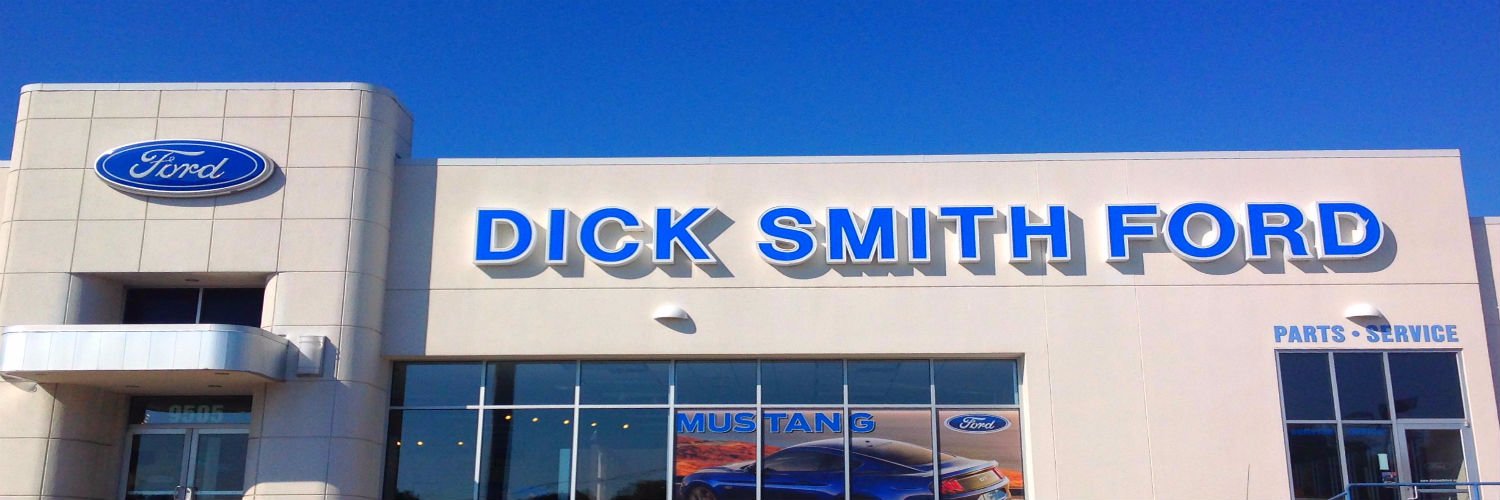 Ford
DICK SMITH FORD
PARTS • SERVICE
9505
MUSTANG
Ford